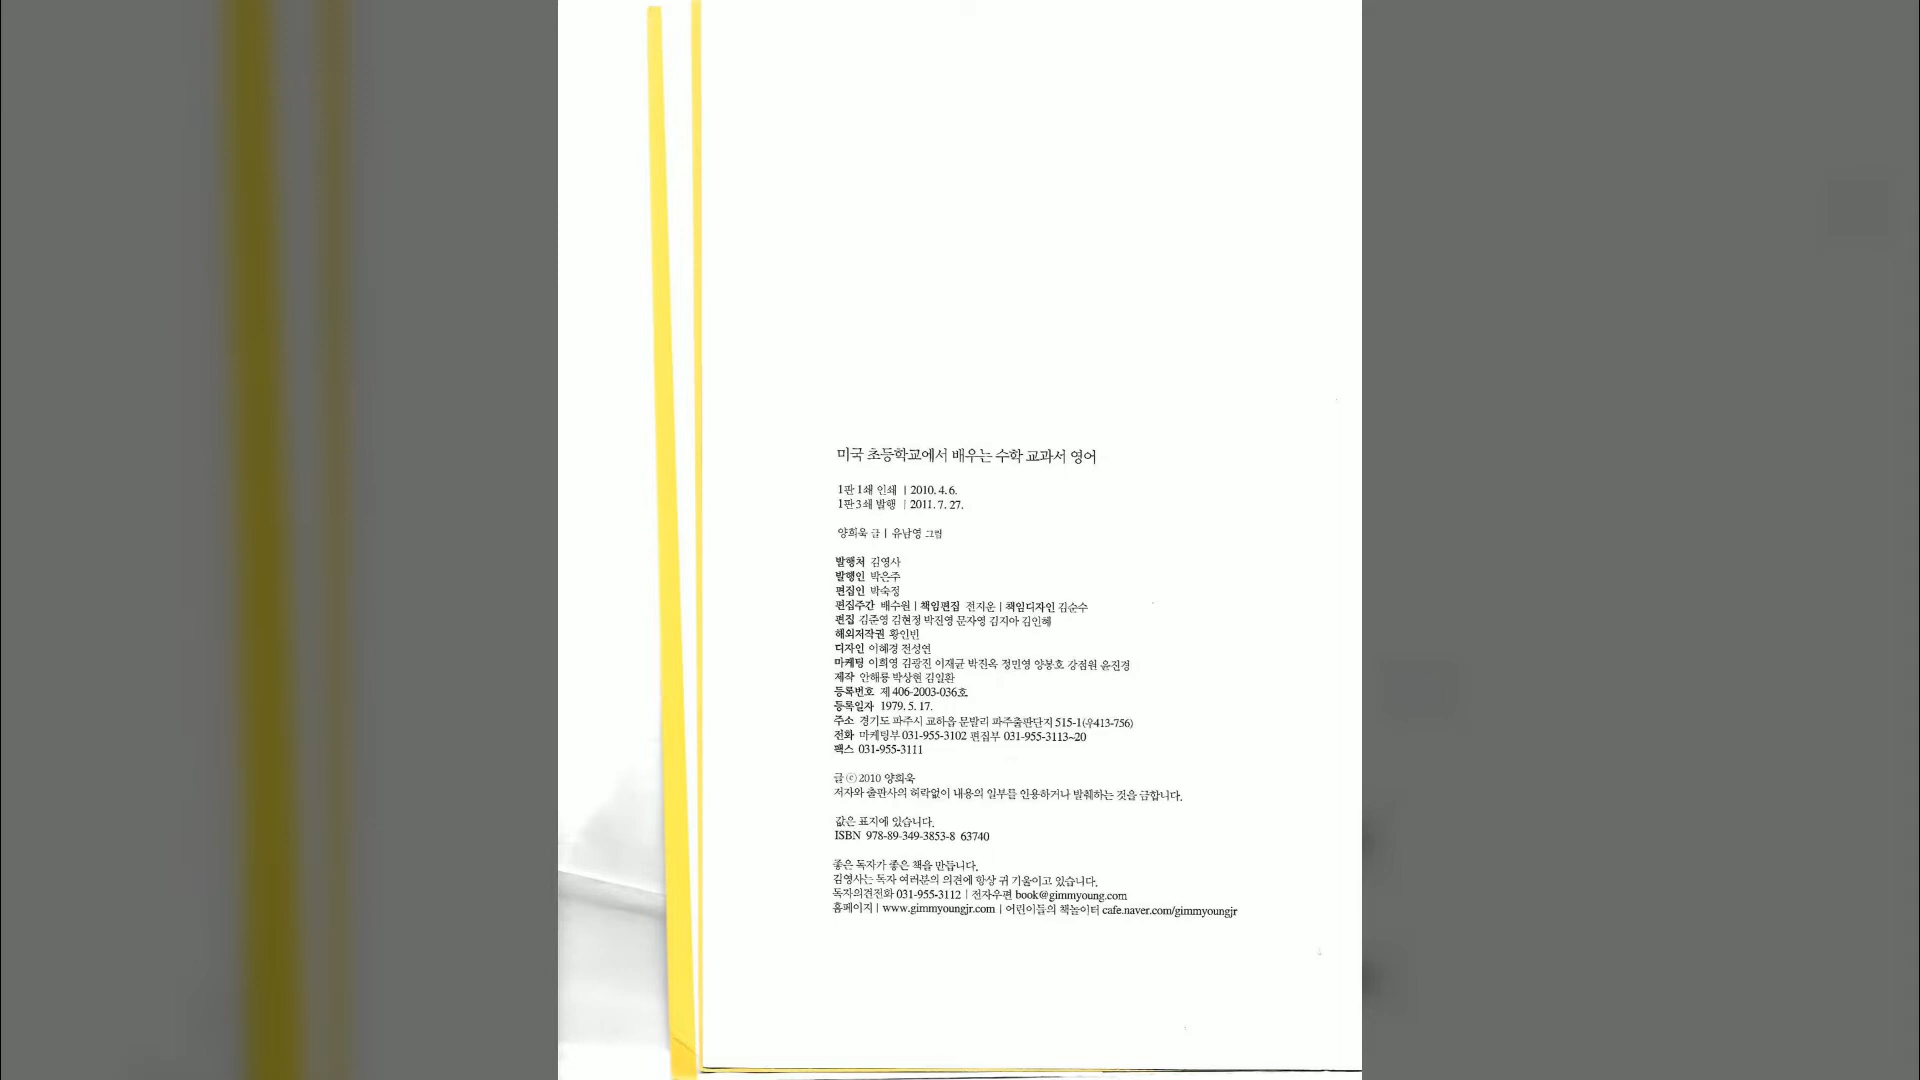 미국 초등학교에서 배우는 수학 교과서 영어
1판 1쇄 인쇄 | 2010. 4. 6.
1판 3쇄 발행 | 2011. 7. 27.
양희욱 글 | 유남영 그림
발행처 김영사
발행인 박은주
편집인 박숙정
편집주간 배수원 | 책임편집 전지운 | 책임디자인 김순수
편집 김준영 김현정 박진영 문자영 김지아 김인혜
해외저작권 황인빈
디자인 이혜경 전성연
마케팅 이희영 김광진 이재균 박진옥 정민영 양봉호 강점원 윤진경
제작 안해룡 박상현 김일환
등록번호 제 406-2003-036호
등록일자 1979. 5. 17.
주소 경기도 파주시 교하읍 문발리 파주출판단지 515-1(우413-756)
전화 마케팅부 031-955-3102 편집부 031-955-3113~20
팩스 031-955-3111
글 ⓒ 2010 양희욱
저자와 출판사의 허락없이 내용의 일부를 인용하거나 발췌하는 것을 금합니다.
값은 표지에 있습니다.
ISBN 978-89-349-3853-8 63740
좋은 독자가 좋은 책을 만듭니다.
김영사는 독자 여러분의 의견에 항상 귀 기울이고 있습니다.
독자의견전화 031-955-3112 | 전자우편 book@gimmyoung.com
홈페이지 | www.gimmyoungjr.com | 어린이들의 책놀이터 cafe.naver.com/gimmyoungjr